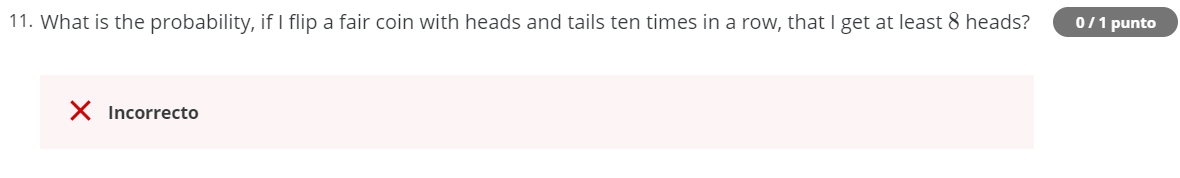 11. What is the probability, if I flip a fair coin with heads and tails ten times in a row, that I get at least 8 heads? 0 / 1 punto
Incorrecto